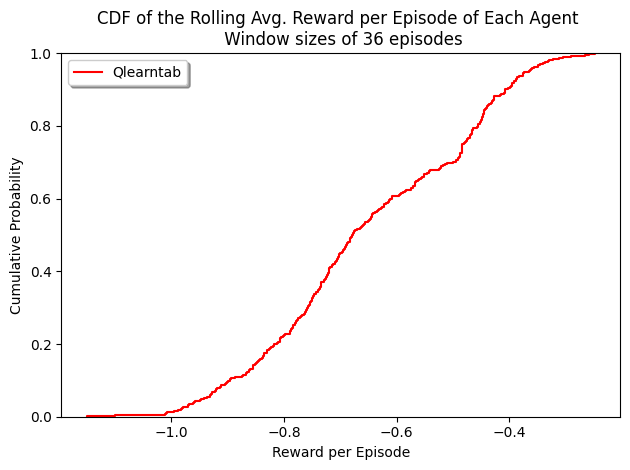 CDF of the Rolling Avg. Reward per Episode of Each Agent
Window sizes of 36 episodes
Qlearntab
Cumulative Probability
1.0
0.8
0.6
0.4
0.2
0.0
−1.0 −0.8 −0.6 −0.4
Reward per Episode